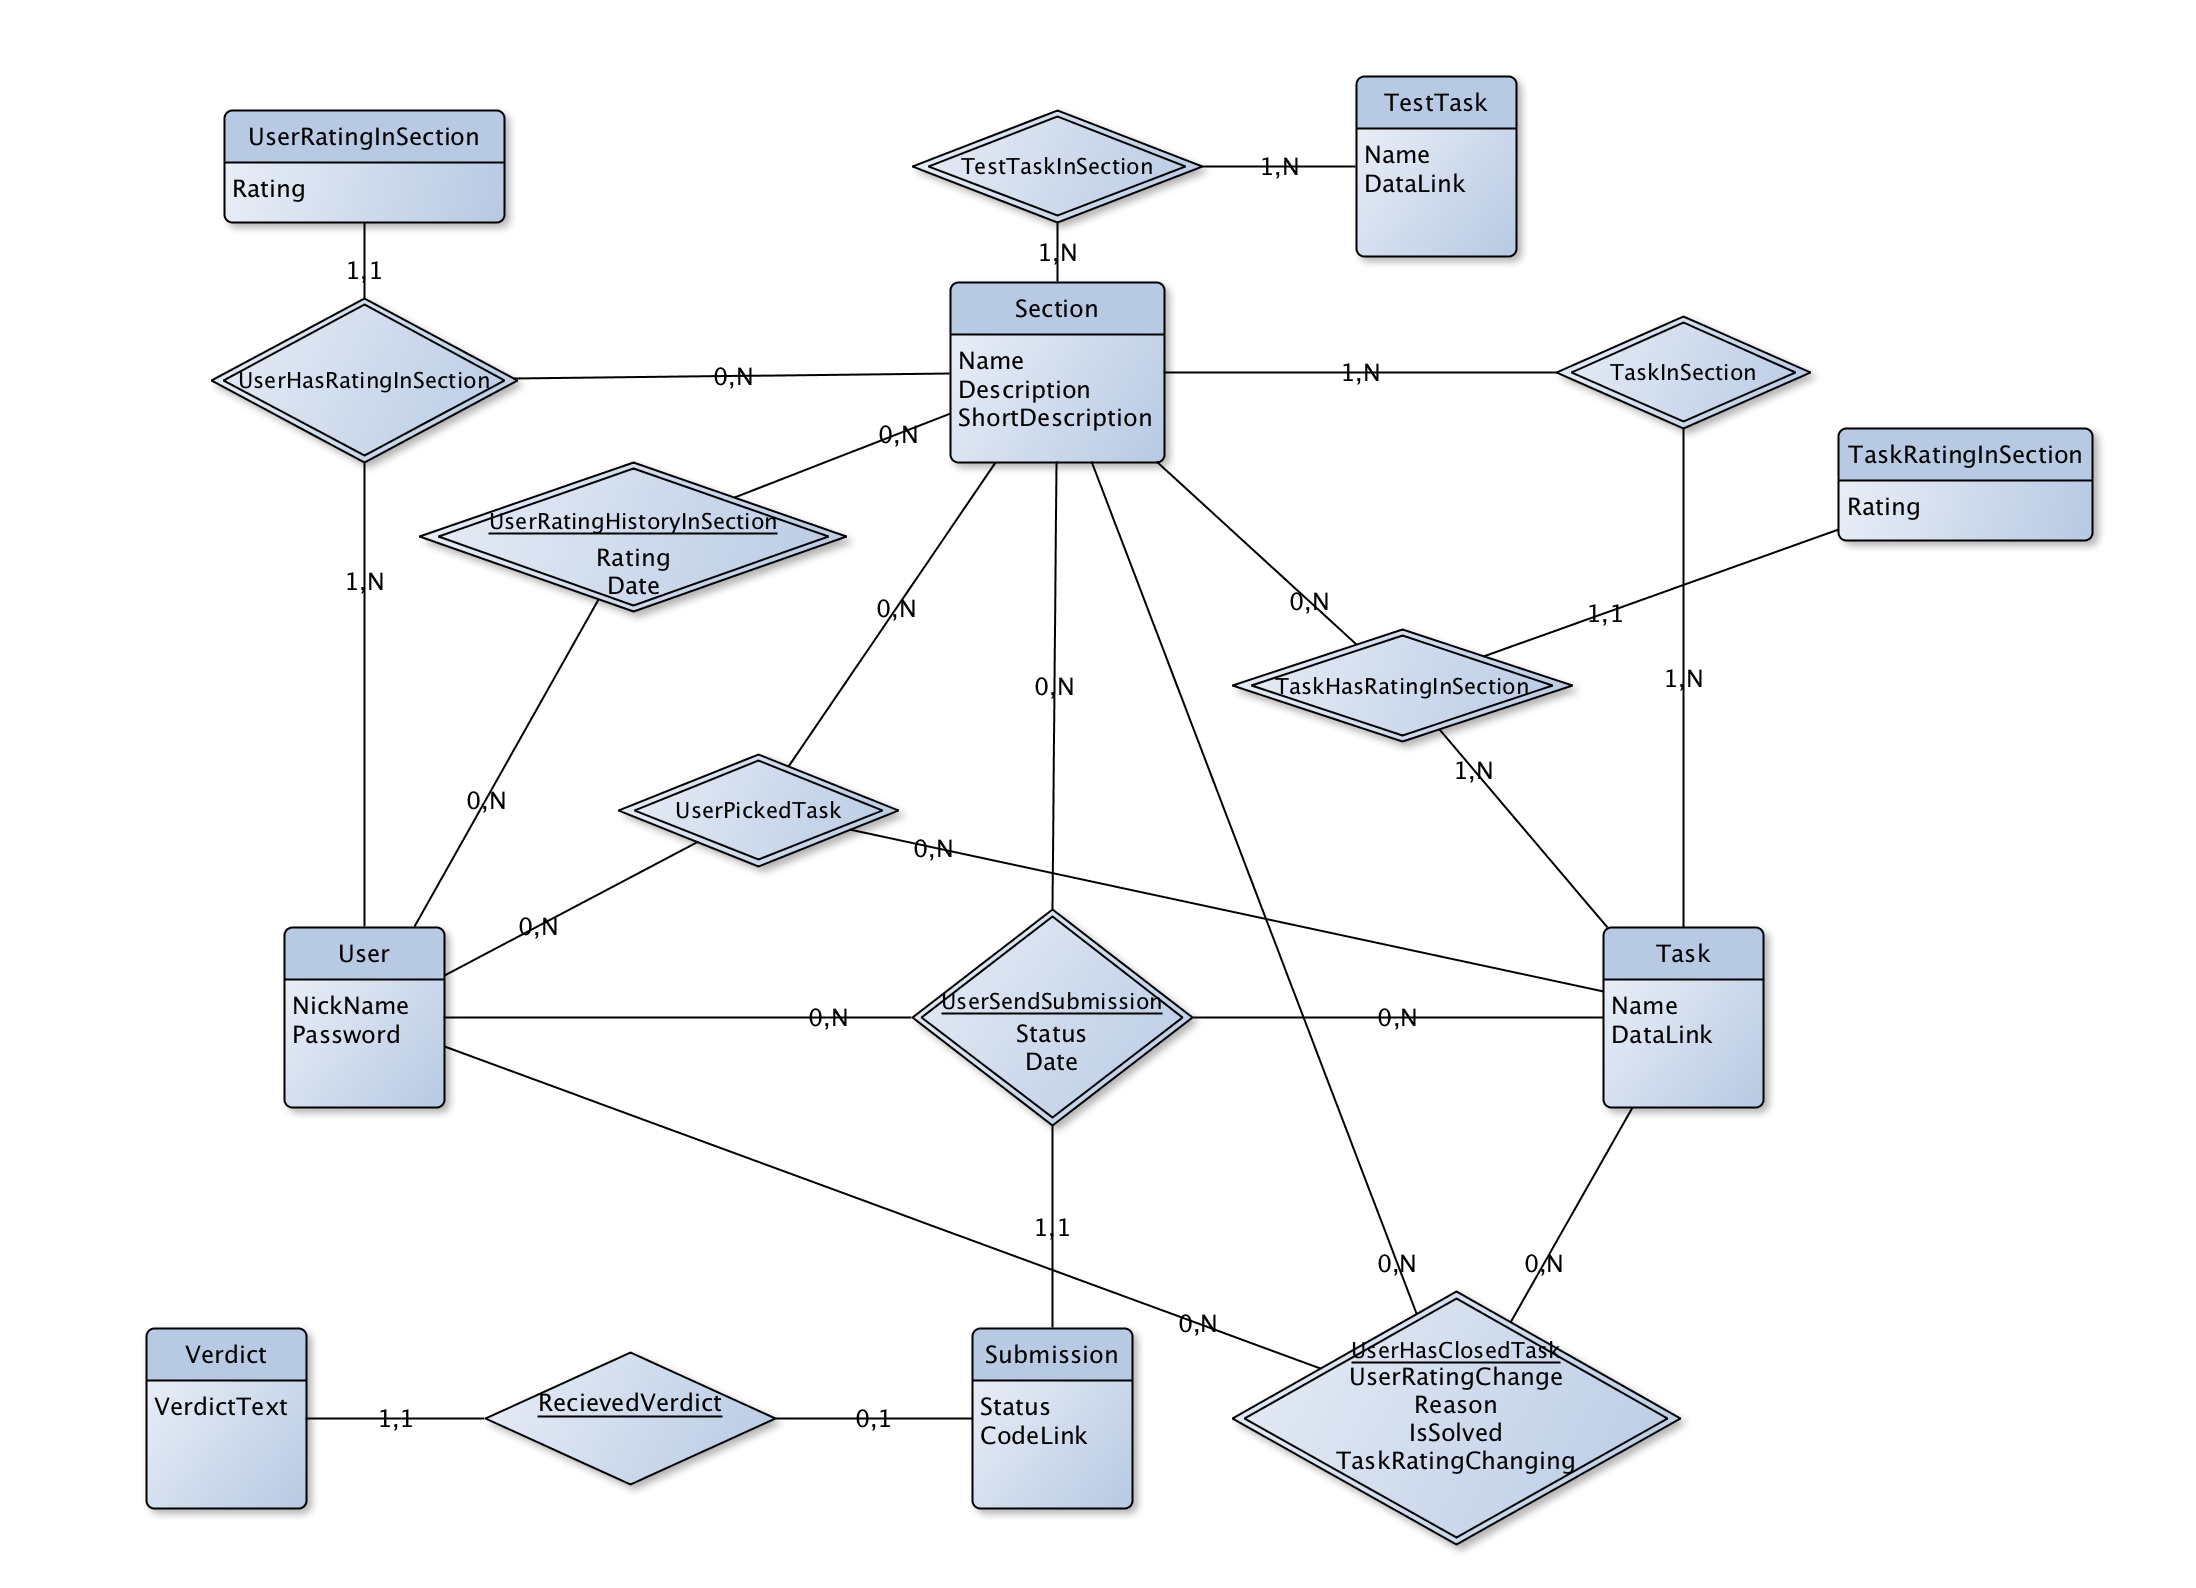 TestTask
Name
DataLink
UserRatingInSection
Rating
TestTaskInSection
1,N
1,N
1,1
Section
Name
Description
ShortDescription
UserHasRatingInSection
0,N
1,N
TaskInSection
0,N
TaskRatingInSection
Rating
UserRatingHistoryInSection
Rating
Date
1,N
0,N
0,N
1,1
0,N
TaskHasRatingInSection
1,N
1,N
0,N
UserPickedTask
0,N
0,N
User
NickName
Password
0,N
UserSendSubmission
Status
Date
0,N
Task
Name
DataLink
1,1
0,N
0,N
0,N
Verdict
VerdictText
1,1
RecievedVerdict
0,1
Submission
Status
CodeLink
UserHasClosedTask
UserRatingChange
Reason
IsSolved
TaskRatingChanging